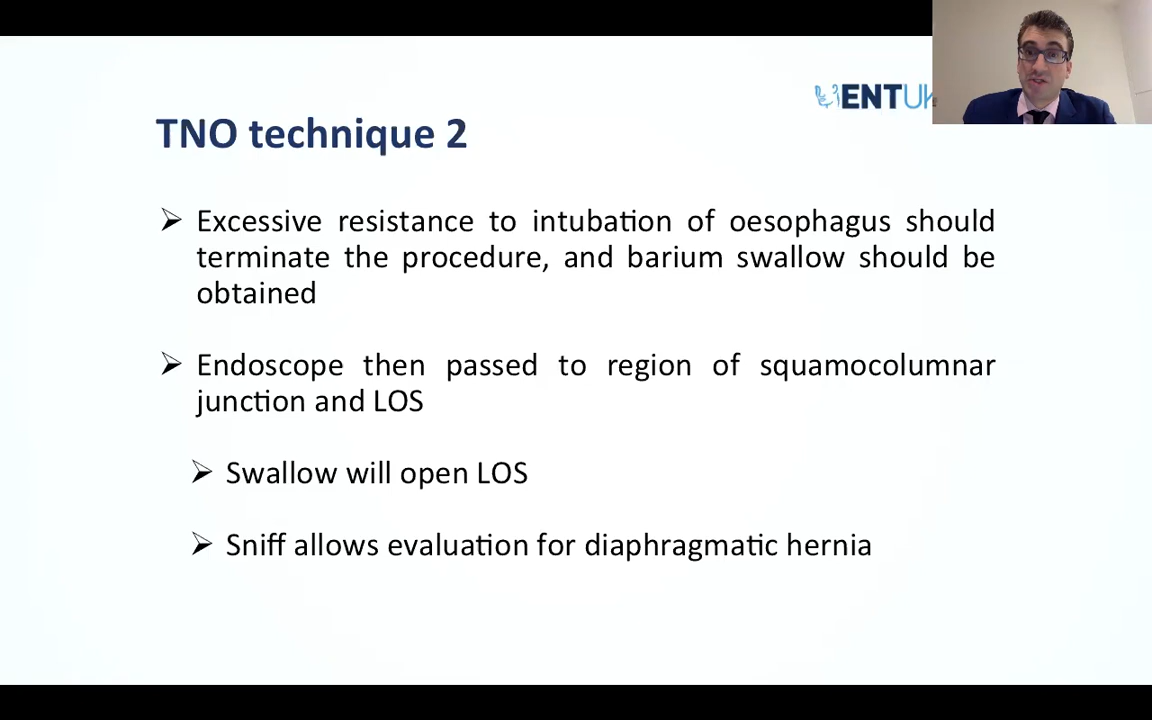 ENTUK
TNO technique 2
Excessive resistance to intubation of oesophagus should
terminate the procedure, and barium swallow should be
obtained
Endoscope then passed to region of squamocolumnar
junction and LOS
Swallow will open LOS
Sniff allows evaluation for diaphragmatic hernia